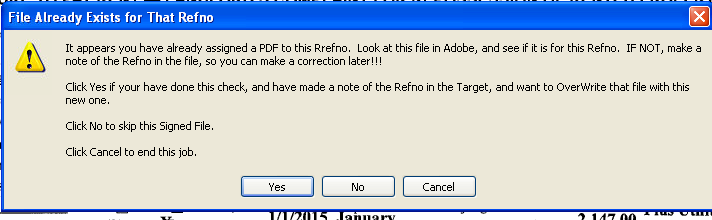 File Already Exists for That Refno
It appears you have already assigned a PDF to this Rrefno.  Look at this file in Adobe, and see if it is for this Refno.  IF NOT, make a
note of the Refno in the file, so you can make a correction later!!!
Click Yes if your have done this check, and have made a note of the Refno in the Target, and want to OverWrite that file with this
new one.
Click No to skip this Signed File.
Click Cancel to end this job.
Yes No Cancel
1/1/2015 January 2,147.00